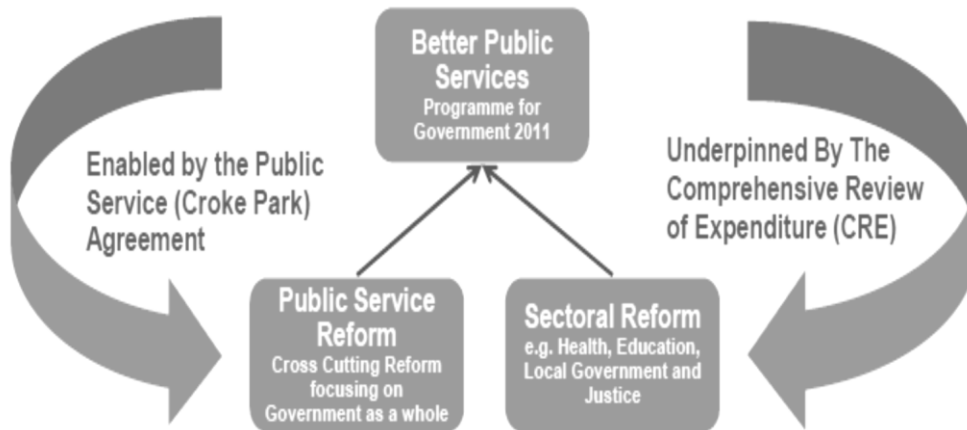 Better Public
Services
Programme for
Government 2011
Enabled by the Public
Service (Croke Park)
Agreement
Underpinned By The
Comprehensive Review
of Expenditure (CRE)
Public Service
Reform
Cross Cutting Reform
focusing on
Government as a whole
Sectoral Reform
e.g. Health, Education,
Local Government and
Justice